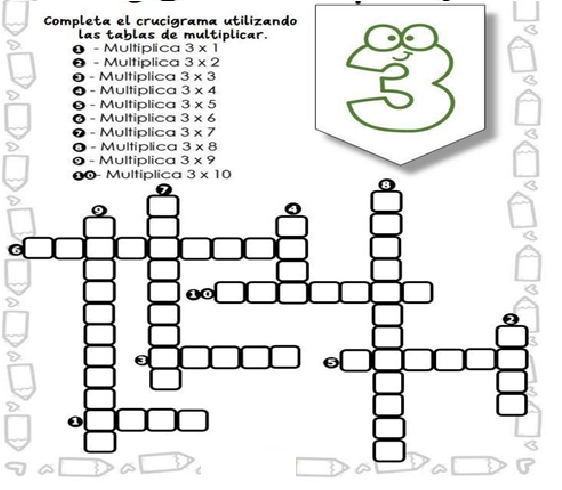 Completa el crucigrama utilizando
las tablas de multiplicar.
1 - Multiplica 3 x 1
2 - Multiplica 3 x 2
3 - Multiplica 3 x 3
4 - Multiplica 3 x 4
5 - Multiplica 3 x 5
6 - Multiplica 3 x 6
7 - Multiplica 3 x 7
8 - Multiplica 3 x 8
9 - Multiplica 3 x 9
10 - Multiplica 3 x 10
3
7
8
9
4
6
10
2
3
5
1